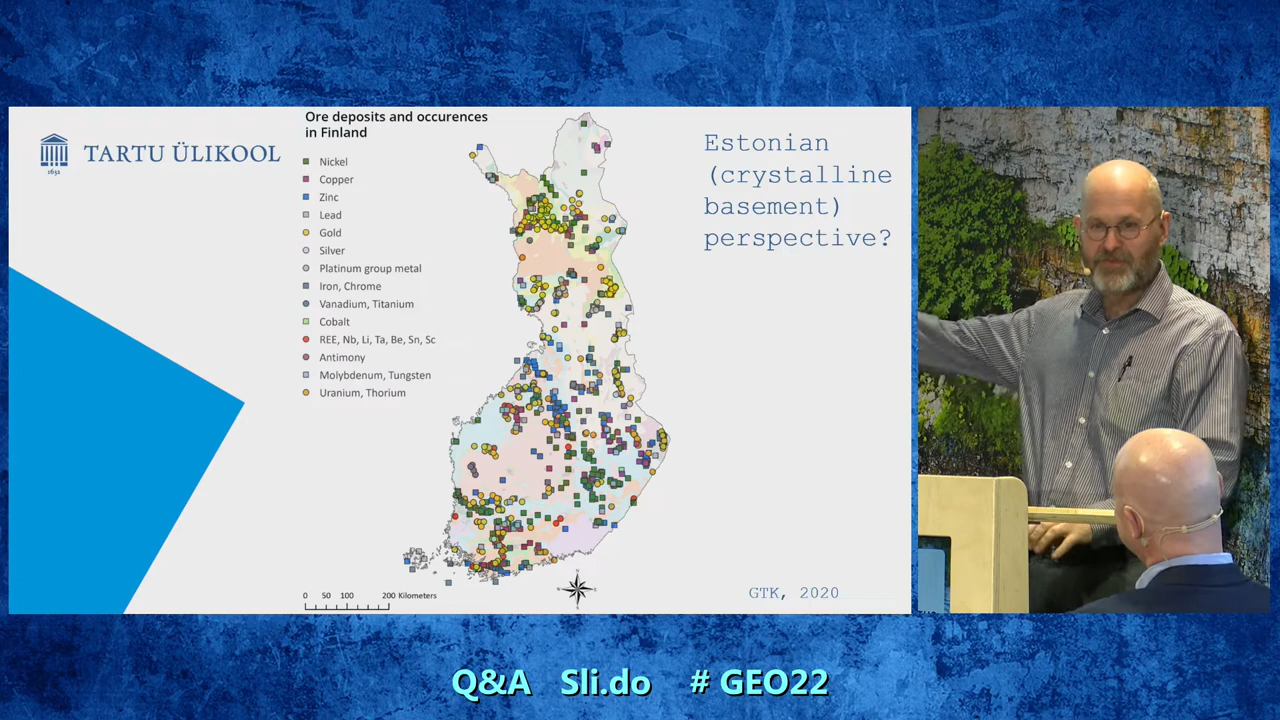 TARTU ÜLIKOOL
1632
Ore deposits and occurences
in Finland
Nickel
Copper
Zinc
Lead
Gold
Silver
Platinum group metal
Iron, Chrome
Vanadium, Titanium
Cobalt
REE, Nb, Li, Ta, Be, Sn, Sc
Antimony
Molybdenum, Tungsten
Uranium, Thorium
0 50 100 200 Kilometers
Estonian
(crystalline
basement)
perspective?
GTK, 2020
Q&A Sli.do # GEO22